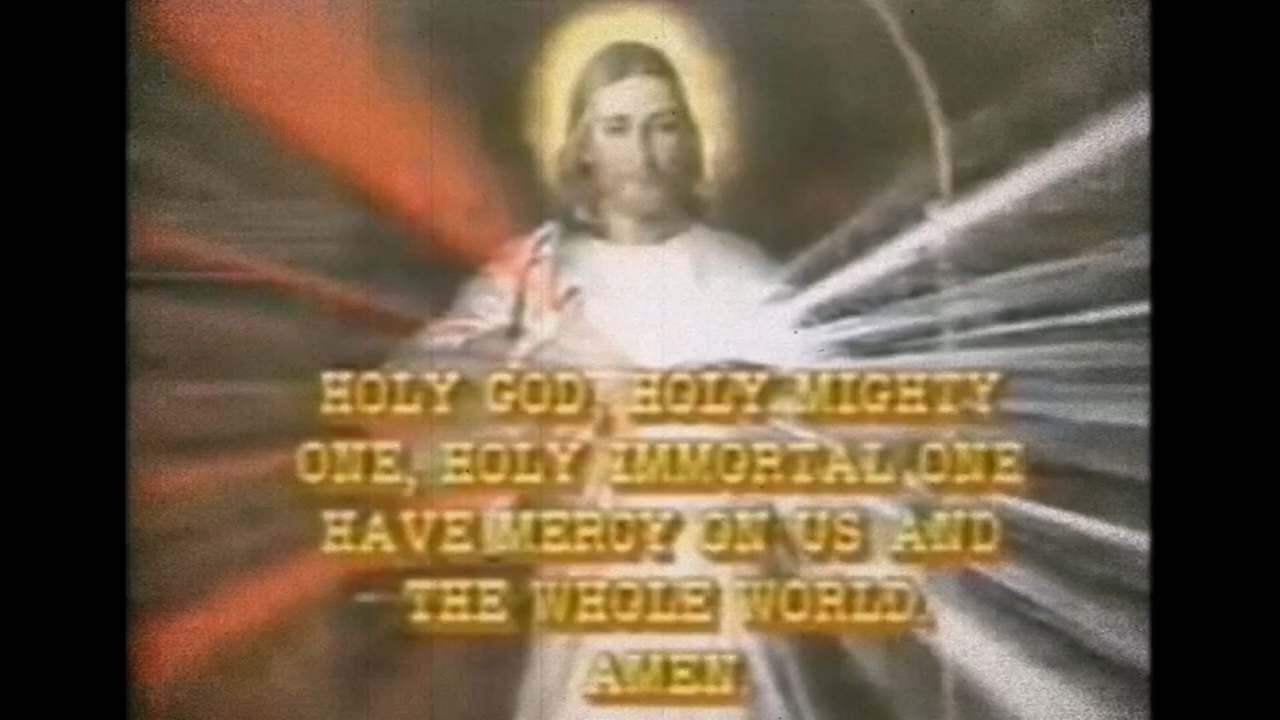 HOLY GOD, HOLY MIGHTY
ONE, HOLY IMMORTAL ONE
HAVE MERCY ON US AND
THE WHOLE WORLD.
AMEN.